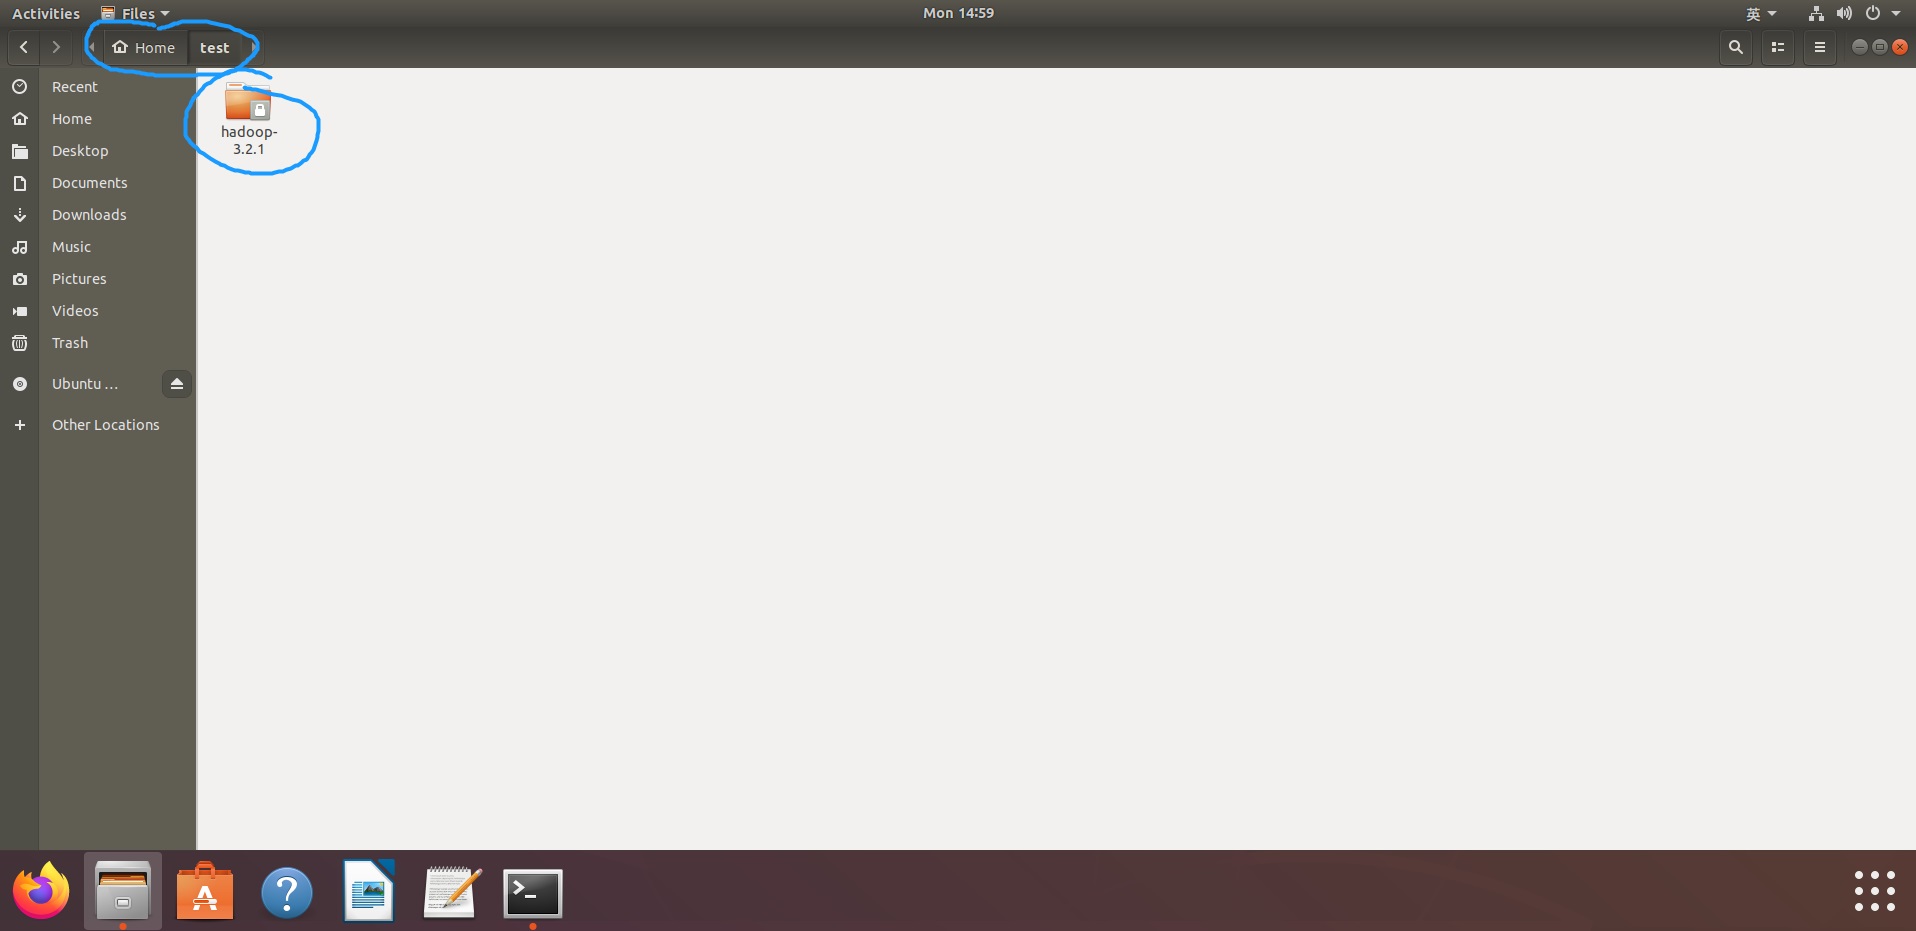 Activities Files Mon 14:59 英
Home test
Recent
Home
Desktop
Documents
Downloads
Music
Pictures
Videos
Trash
Ubuntu ...
Other Locations
hadoop-
3.2.1